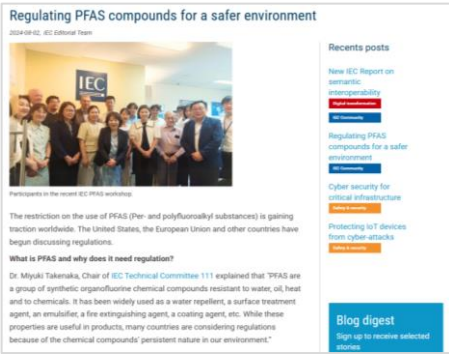 Regulating PFAS compounds for a safer environment
2024-08-02, IEC Editorial Team
IEC
Participants in the recent IEC PFAS workshop.
The restriction on the use of PFAS (Per- and polyfluoroalkyl substances) is gaining
traction worldwide. The United States, the European Union and other countries have
begun discussing regulations.
What is PFAS and why does it need regulation?
Dr. Miyuki Takenaka, Chair of IEC Technical Committee 111 explained that "PFAS are
a group of synthetic organofluorine chemical compounds resistant to water, oil, heat
and to chemicals. It has been widely used as a water repellent, a surface treatment
agent, an emulsifier, a fire extinguishing agent, a coating agent, etc. While these
properties are useful in products, many countries are considering regulations
because of the chemical compounds' persistent nature in our environment."
Recents posts
New IEC Report on
semantic
interoperability
Digital transformation
IEC Community
Regulating PFAS
compounds for a safer
environment
IEC Community
Cyber security for
critical infrastructure
Safety & security
Protecting IoT devices
from cyber-attacks
Safety & security
Blog digest
Sign up to receive selected
stories